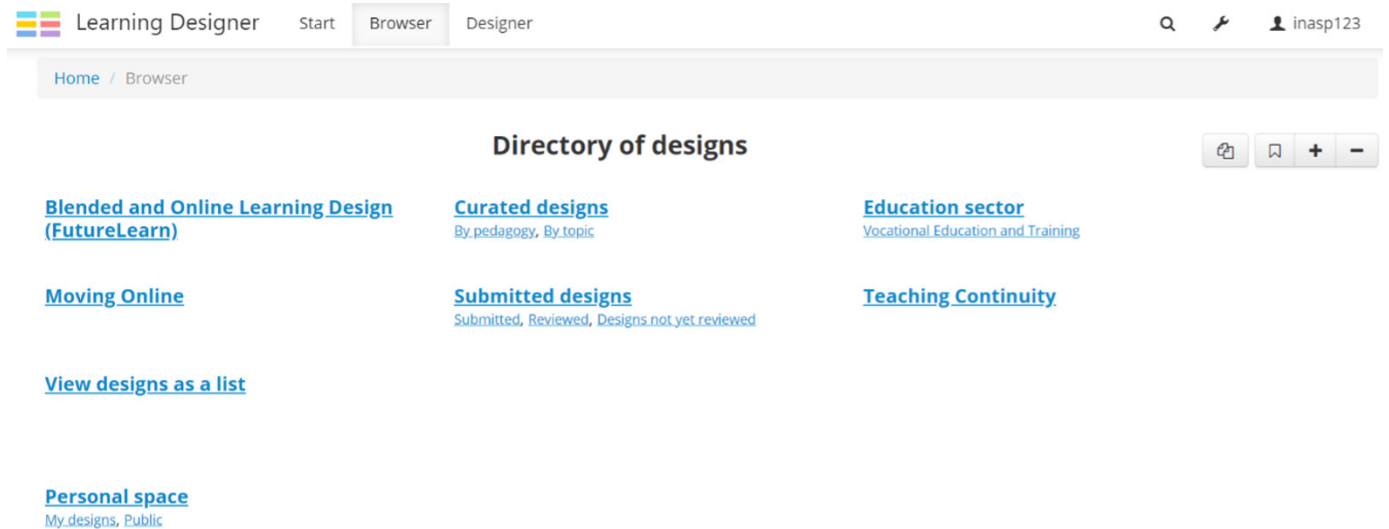 Learning Designer Start Browser Designer inasp123
Home / Browser
Directory of designs
Blended and Online Learning Design
(FutureLearn)
Curated designs
By pedagogy, By topic
Education sector
Vocational Education and Training
Moving Online
Submitted designs
Submitted, Reviewed, Designs not yet reviewed
Teaching Continuity
View designs as a list
Personal space
My designs, Public